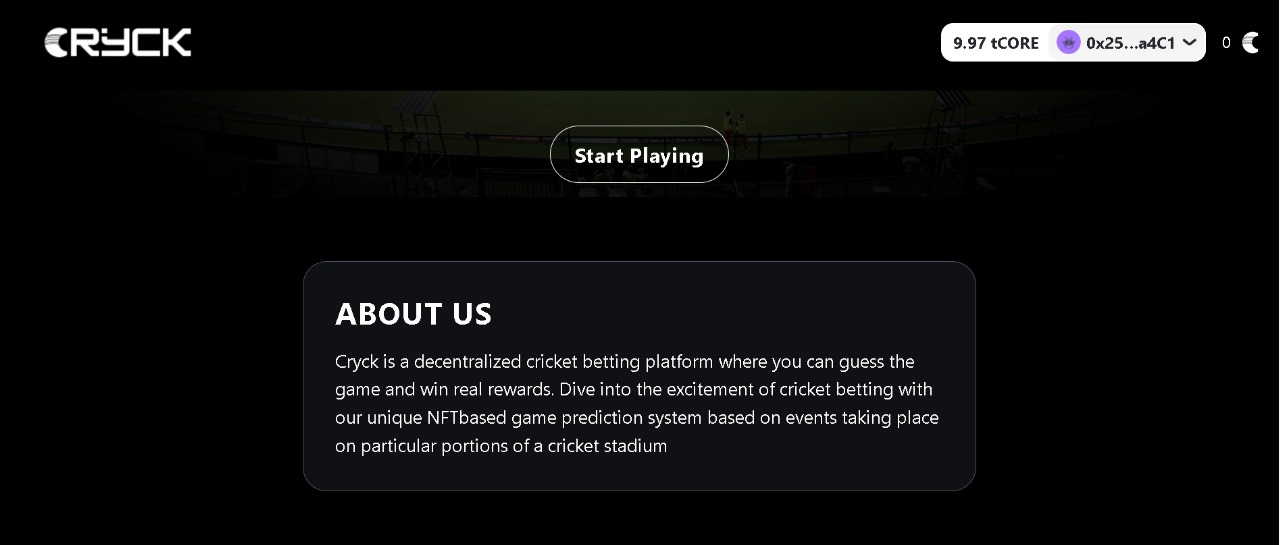 CRYCK
9.97 tCORE 0x25...a4C1 0
Start Playing
ABOUT US
Cryck is a decentralized cricket betting platform where you can guess the
game and win real rewards. Dive into the excitement of cricket betting with
our unique NFTbased game prediction system based on events taking place
on particular portions of a cricket stadium